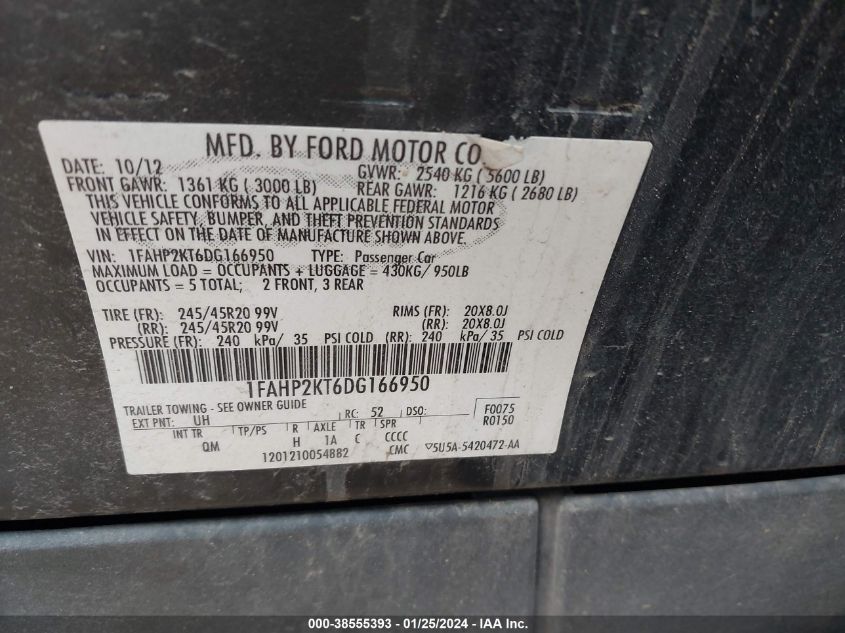 MFD. BY FORD MOTOR CO
DATE: 10/12 GVWR: 2540 KG ( 5600 LB)
FRONT GAWR: 1361 KG ( 3000 LB) REAR GAWR: 1216 KG ( 2680 LB)
THIS VEHICLE CONFORMS TO ALL APPLICABLE FEDERAL MOTOR
VEHICLE SAFETY, BUMPER, AND THEFT PREVENTION STANDARDS
IN EFFECT ON THE DATE OF MANUFACTURE SHOWN ABOVE.
VIN: 1FAHP2KT6DG166950 TYPE: Passenger Car
MAXIMUM LOAD = OCCUPANTS + LUGGAGE = 430KG/ 950LB
OCCUPANTS = 5 TOTAL; 2 FRONT, 3 REAR
TIRE (FR): 245/45R20 99V RIMS (FR): 20X8.0J
(RR): 245/45R20 99V (RR): 20X8.0J
PRESSURE (FR): 240 kPa/ 35 PSI COLD (RR): 240 kPa/ 35 PSI COLD
1FAHP2KT6DG166950
TRAILER TOWING - SEE OWNER GUIDE
EXT PNT: UH RC: 52 DSO: F0075
R0150
INT TR TP/PS R AXLE TR SPR
QM H 1A C CCCC
1201210054882 CMC ▽5U5A-5420472-AA
000-38555393 - 01/25/2024 - IAA Inc.